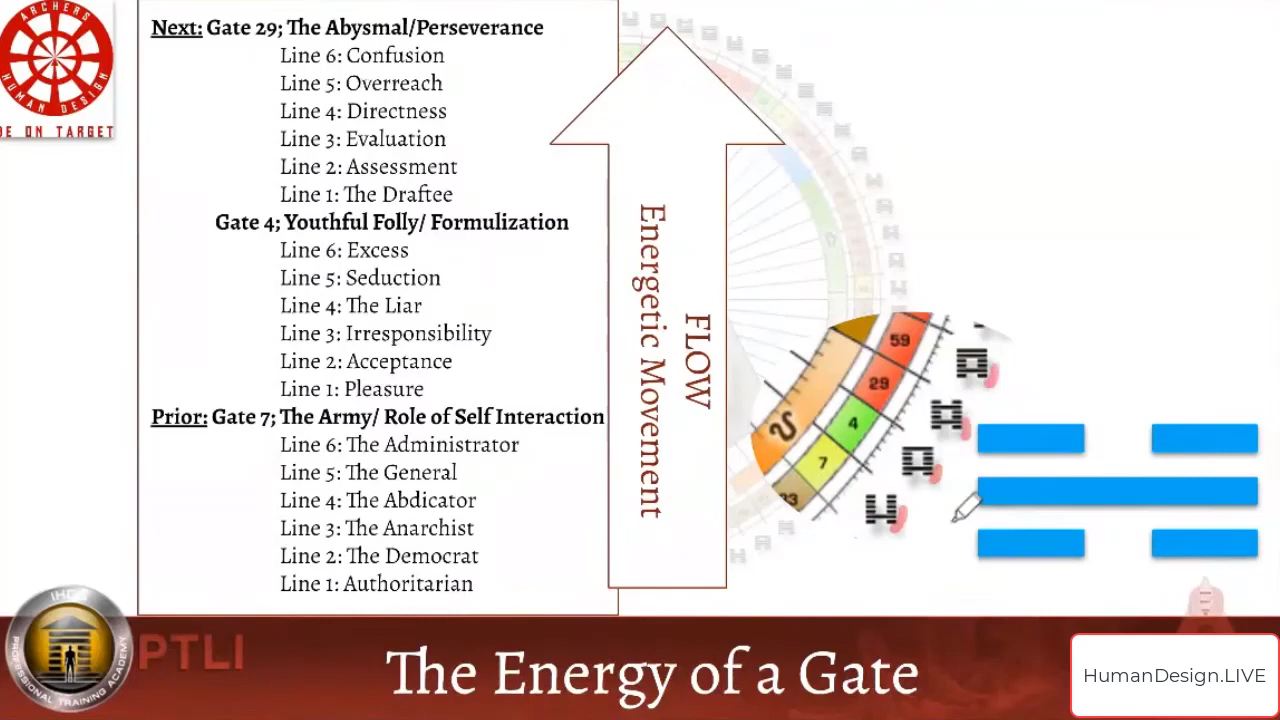 ARCHERS
HUMAN DESIGN
BE ON TARGET
Next: Gate 29; The Abysmal/Perseverance
Line 6: Confusion
Line 5: Overreach
Line 4: Directness
Line 3: Evaluation
Line 2: Assessment
Line 1: The Draftee
Gate 4; Youthful Folly/ Formulization
Line 6: Excess
Line 5: Seduction
Line 4: The Liar
Line 3: Irresponsibility
Line 2: Acceptance
Line 1: Pleasure
Prior: Gate 7; The Army/ Role of Self Interaction
Line 6: The Administrator
Line 5: The General
Line 4: The Abdicator
Line 3: The Anarchist
Line 2: The Democrat
Line 1: Authoritarian
FLOW
Energetic Movement
59
29
4
7
IHDS
PROFESSIONAL TRAINING ACADEMY
PTLI
The Energy of a Gate
HumanDesign.LIVE